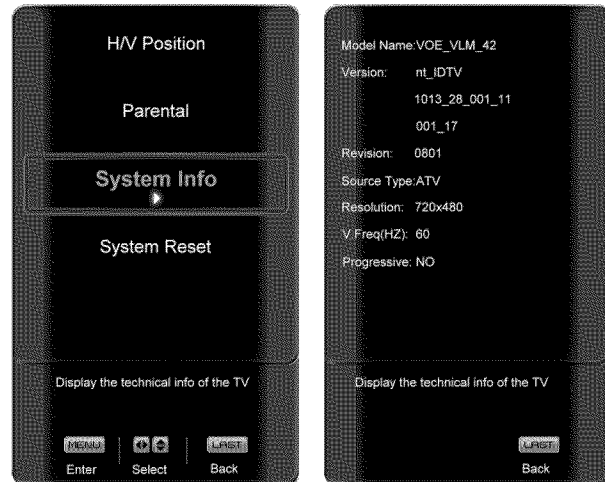 H/V Position
Parental
System Info
System Reset
Display the technical info of the TV
MENU
LAST
Enter
Select
Back
Model Name:VOE_VLM_42
Version: nt_IDTV
1013_28_001_11
001_17
Revision: 0801
Source Type:ATV
Resolution: 720x480
V.Freq(HZ): 60
Progressive: NO
Display the technical info of the TV
LAST
Back